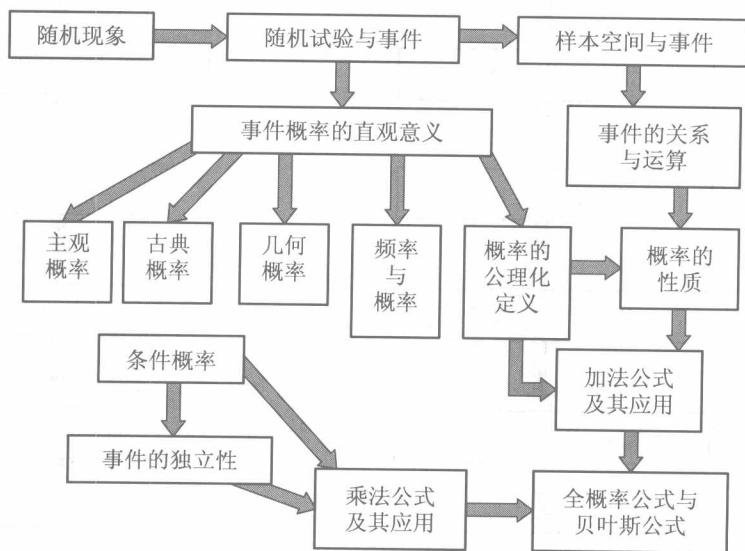 随机现象
随机试验与事件
样本空间与事件
事件概率的直观意义
事件的关系
与运算
主观
概率
古典
概率
几何
概率
频率
与
概率
概率的
公理化
定义
概率的
性质
条件概率
加法公式
及其应用
事件的独立性
乘法公式
及其应用
全概率公式与
贝叶斯公式